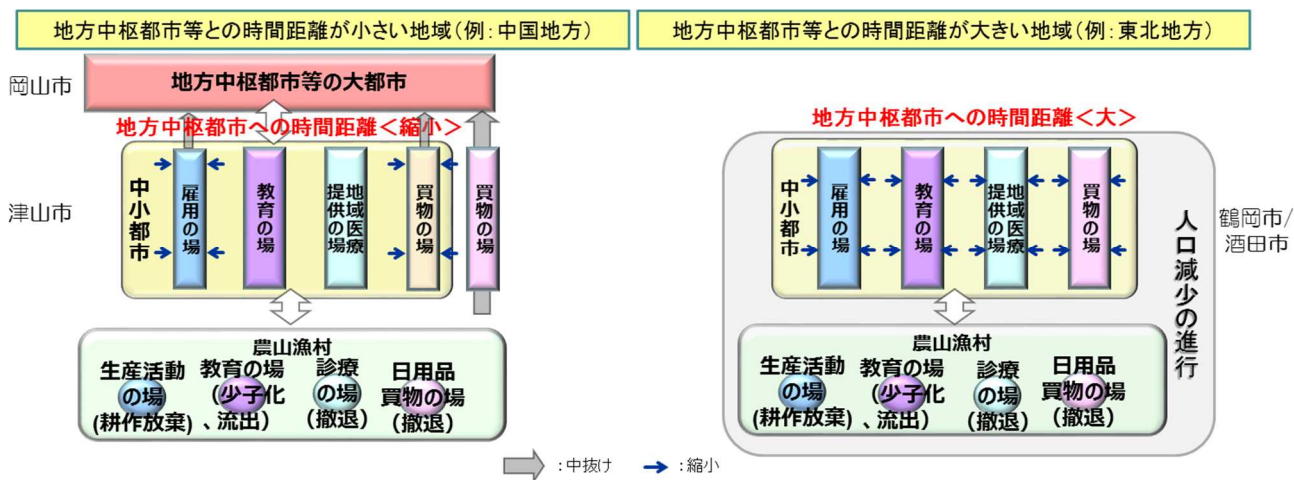 地方中枢都市等との時間距離が小さい地域（例：中国地方）
地方中枢都市等との時間距離が大きい地域（例：東北地方）
岡山市
地方中枢都市等の大都市
地方中枢都市への時間距離＜縮小＞
津山市
中小都市
雇用の場
教育の場
地域医療
提供の場
買物の場
買物の場
農山漁村
生産活動
の場
(耕作放棄)
教育の場
（少子化
、流出）
診療
の場
（撤退）
日用品
買物の場
（撤退）
地方中枢都市への時間距離＜大＞
中小都市
雇用の場
教育の場
地域医療
提供の場
買物の場
人口減少の進行
鶴岡市/
酒田市
農山漁村
生産活動
の場
(耕作放棄)
教育の場
（少子化
、流出）
診療
の場
（撤退）
日用品
買物の場
（撤退）
：中抜け
：縮小